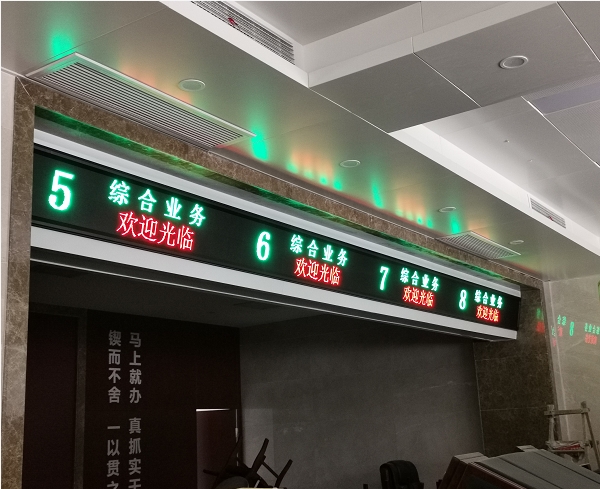 5 综合业务
欢迎光临
6 综合业务
欢迎光临
7 综合业务
欢迎光临
8 综合业务
欢迎光临
马上就办 真抓实干
锲而不舍 一以贯之